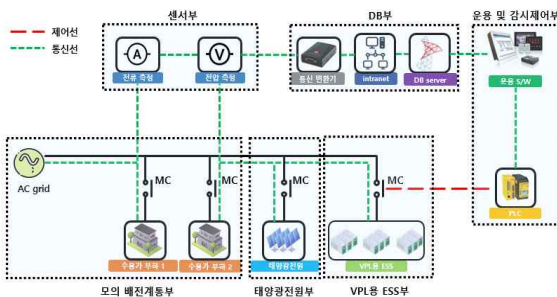 센서부
DB부
운용 및 감시제어부
제어선
통신선
A
V
전류 측정
전압 측정
통신 변환기
intranet
DB server
운용 S/W
AC grid
MC
MC
MC
MC
PLC
수용가 부하 1
수용가 부하 2
태양광전원
VPL용 ESS
모의 배전계통부
태양광전원부
VPL용 ESS부